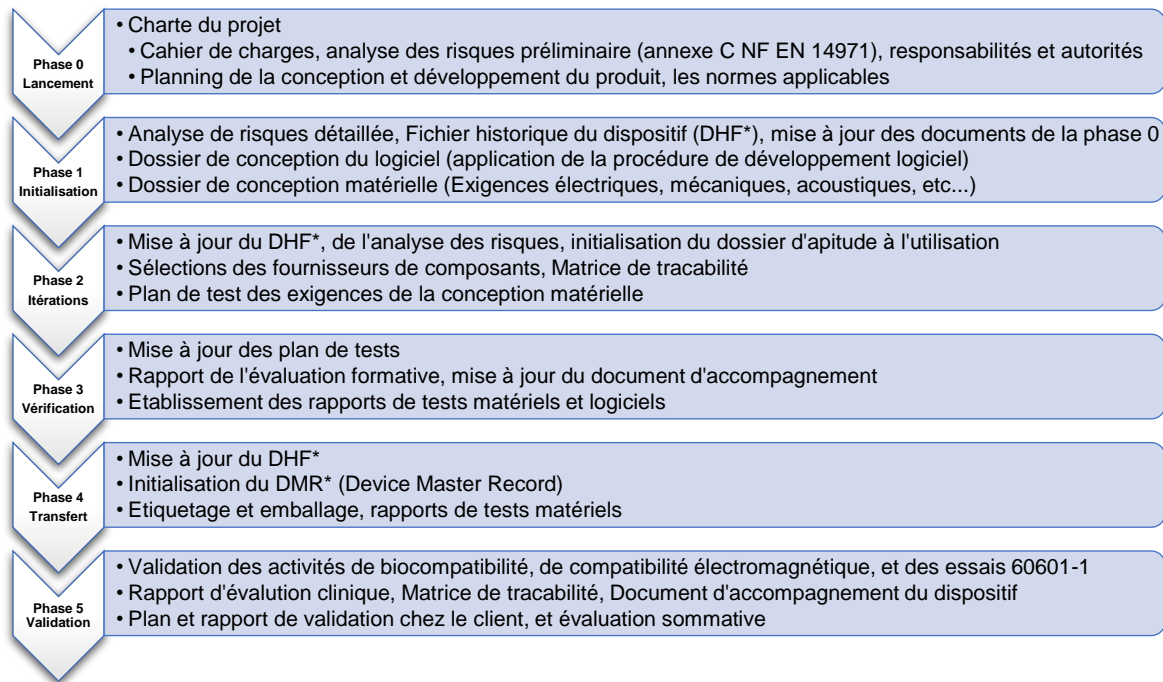 Phase 0
Lancement
• Charte du projet
• Cahier de charges, analyse des risques préliminaire (annexe C NF EN 14971), responsabilités et autorités
• Planning de la conception et développement du produit, les normes applicables
Phase 1
Initialisation
• Analyse de risques détaillée, Fichier historique du dispositif (DHF*), mise à jour des documents de la phase 0
• Dossier de conception du logiciel (application de la procédure de développement logiciel)
• Dossier de conception matérielle (Exigences électriques, mécaniques, acoustiques, etc...)
Phase 2
Itérations
• Mise à jour du DHF*, de l'analyse des risques, initialisation du dossier d'apitude à l'utilisation
• Sélections des fournisseurs de composants, Matrice de tracabilité
• Plan de test des exigences de la conception matérielle
Phase 3
Vérification
• Mise à jour des plan de tests
• Rapport de l'évaluation formative, mise à jour du document d'accompagnement
• Etablissement des rapports de tests matériels et logiciels
Phase 4
Transfert
• Mise à jour du DHF*
• Initialisation du DMR* (Device Master Record)
• Etiquetage et emballage, rapports de tests matériels
Phase 5
Validation
• Validation des activités de biocompatibilité, de compatibilité électromagnétique, et des essais 60601-1
• Rapport d'évalution clinique, Matrice de tracabilité, Document d'accompagnement du dispositif
• Plan et rapport de validation chez le client, et évaluation sommative